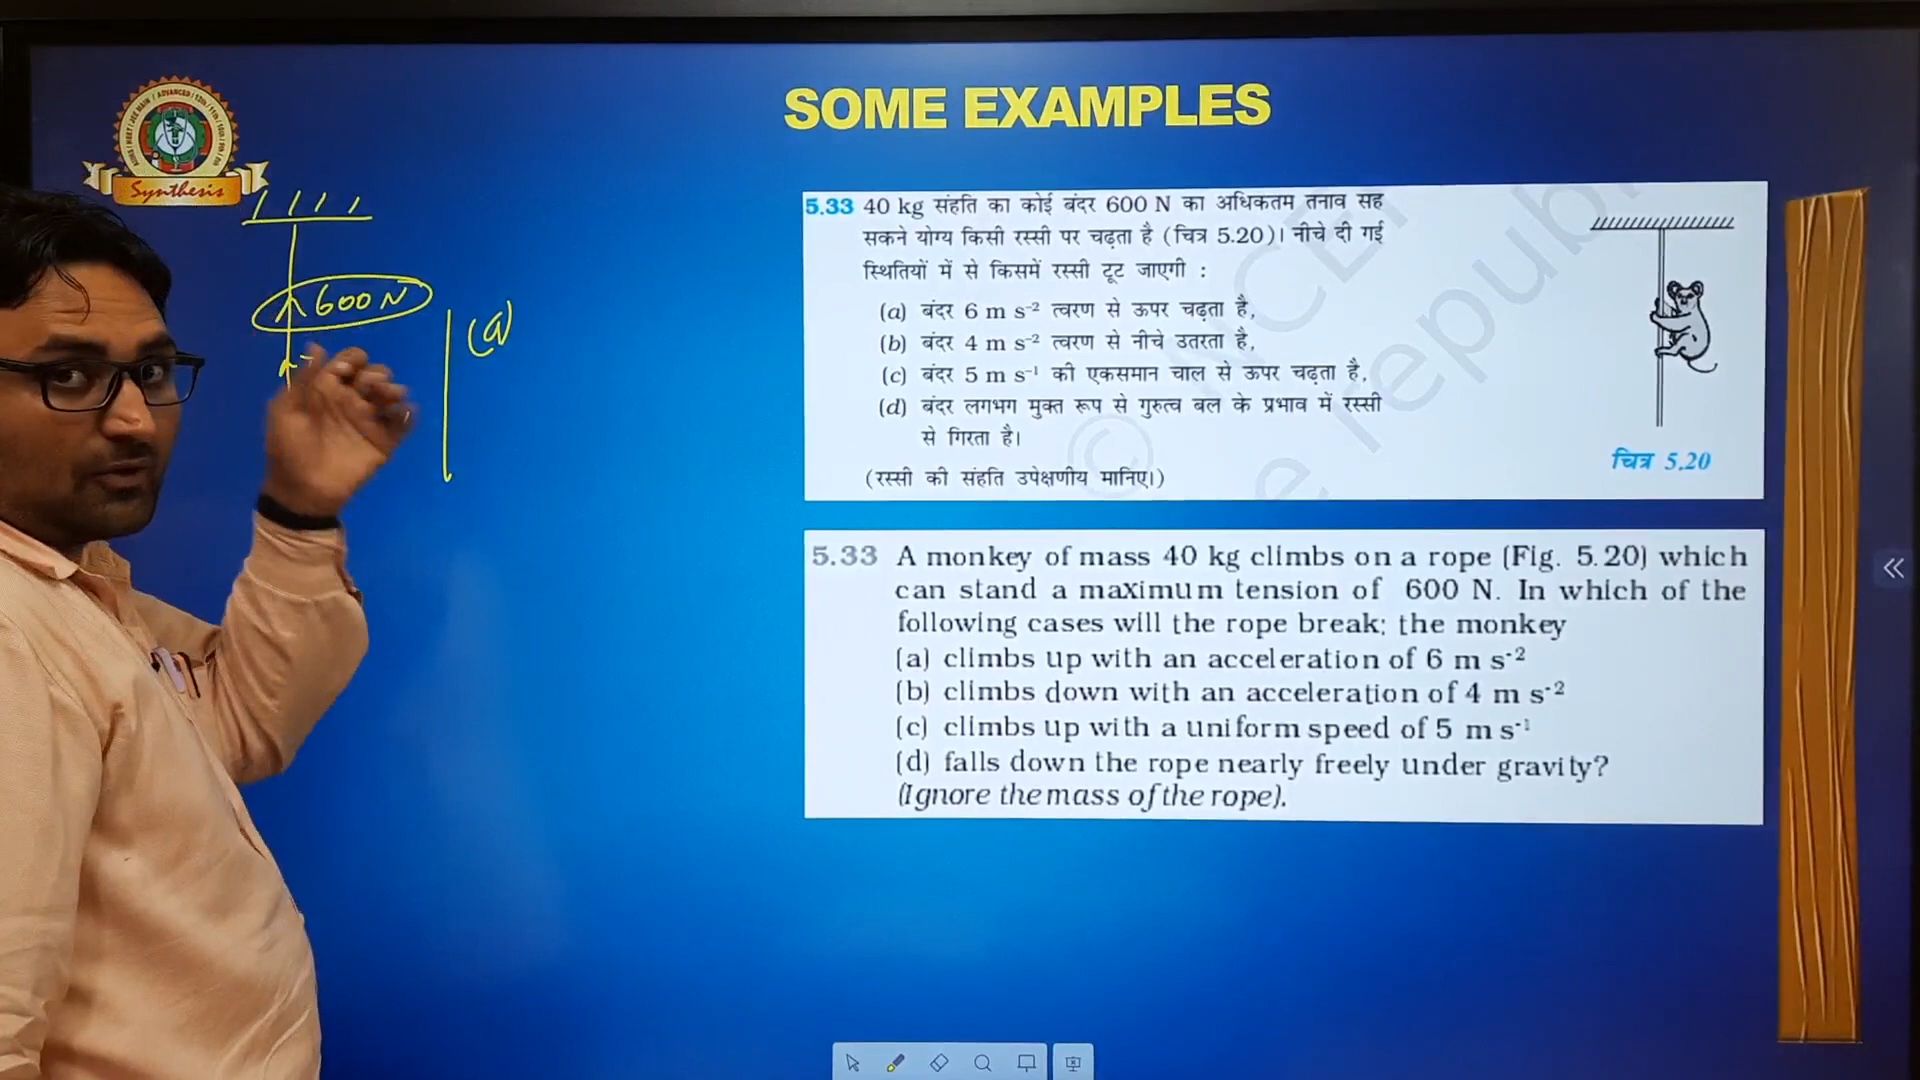 SOME EXAMPLES
Synthesis
600 N
(a)
5.33 40 kg संहति का कोई बंदर 600 N का अधिकतम तनाव सह
सकने योग्य किसी रस्सी पर चढ़ता है (चित्र 5.20)। नीचे दी गई
स्थितियों में से किसमें रस्सी टूट जाएगी :
(a) बंदर 6 m s⁻² त्वरण से ऊपर चढ़ता है,
(b) बंदर 4 m s⁻² त्वरण से नीचे उतरता है,
(c) बंदर 5 m s⁻¹ की एकसमान चाल से ऊपर चढ़ता है,
(d) बंदर लगभग मुक्त रूप से गुरुत्व बल के प्रभाव में रस्सी
से गिरता है।
(रस्सी की संहति उपेक्षणीय मानिए।)
चित्र 5.20
5.33 A monkey of mass 40 kg climbs on a rope (Fig. 5.20) which
can stand a maximum tension of 600 N. In which of the
following cases will the rope break: the monkey
(a) climbs up with an acceleration of 6 m s⁻²
(b) climbs down with an acceleration of 4 m s⁻²
(c) climbs up with a uniform speed of 5 m s⁻¹
(d) falls down the rope nearly freely under gravity?
(Ignore the mass of the rope).